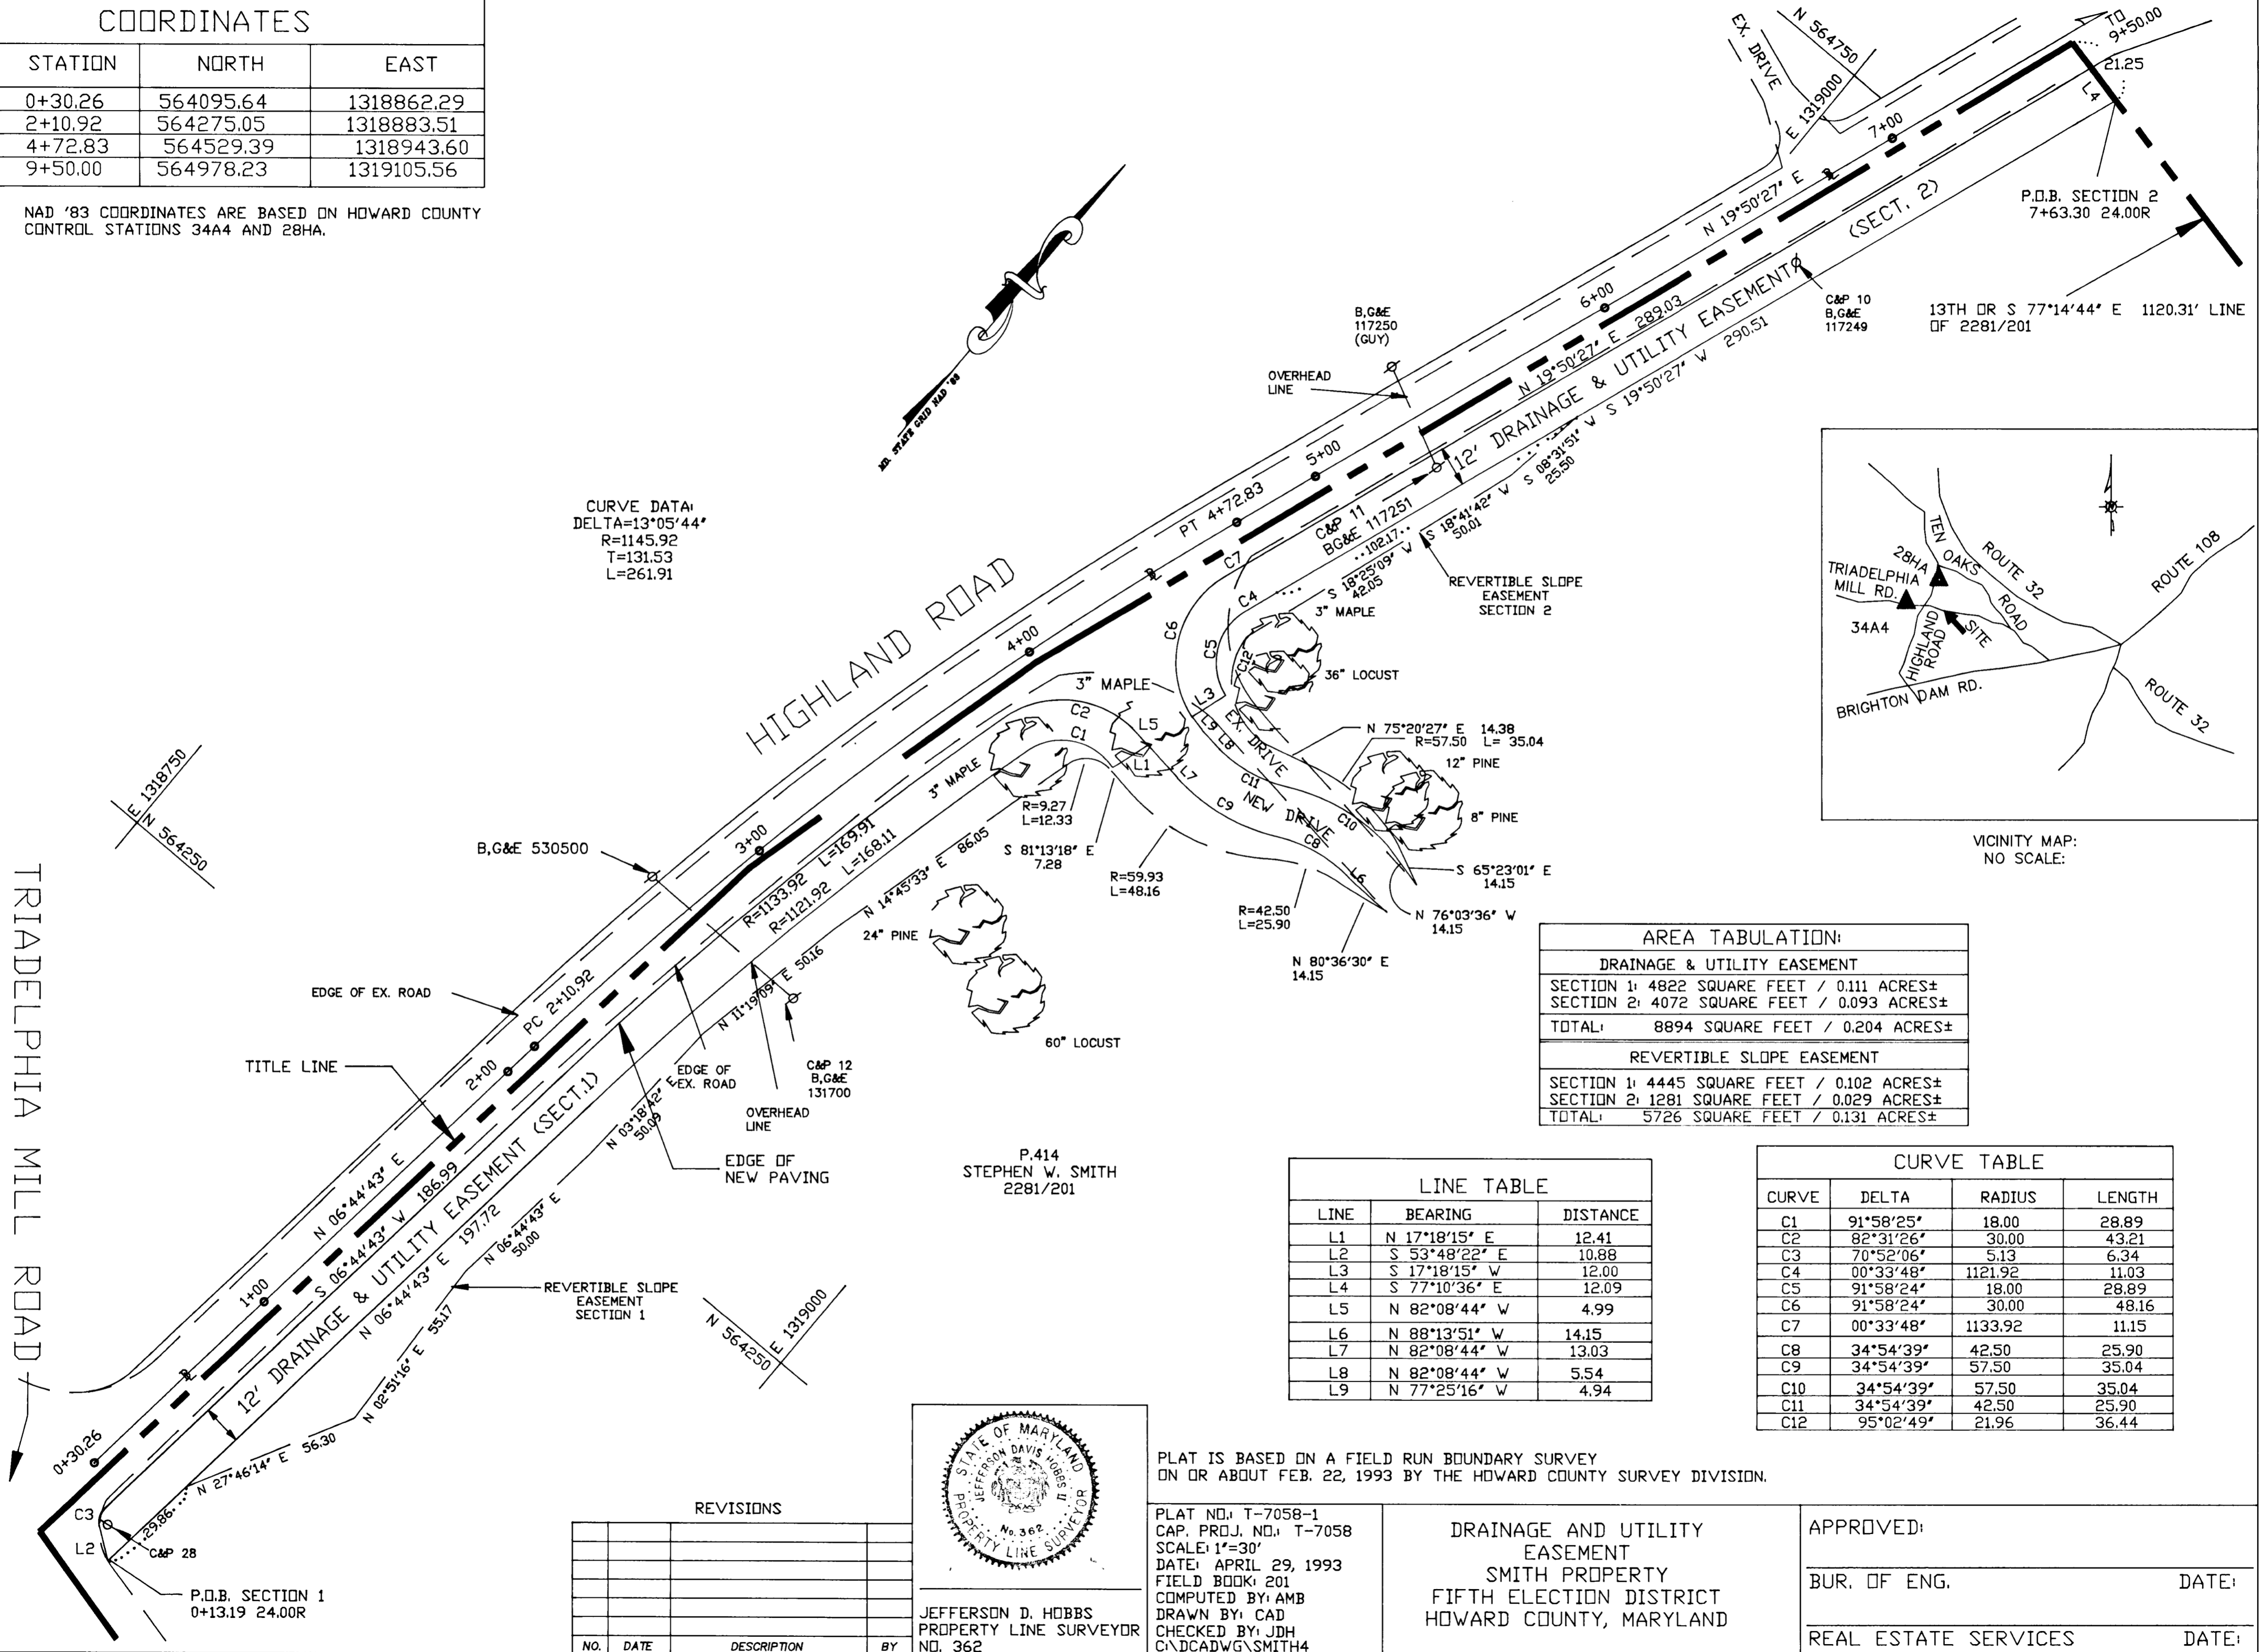 COORDINATES
STATION NORTH EAST
0+30.26 564095.64 1318862.29
2+10.92 564275.05 1318883.51
4+72.83 564529.39 1318943.60
9+50.00 564978.23 1319105.56
NAD '83 COORDINATES ARE BASED ON HOWARD COUNTY
CONTROL STATIONS 34A4 AND 28HA.
EX. DRIVE
N 564750
E 1319000
TO
9+50.00
21.25
L4
7+00
N 19°50'27" E
(SECT. 2)
P.O.B. SECTION 2
7+63.30 24.00R
13TH OR S 77°14'44" E 1120.31' LINE
OF 2281/201
C&P 10
B,G&E
117249
6+00
N 19°50'27" E 289.03
12' DRAINAGE & UTILITY EASEMENT
S 19°50'27" W 290.51
B,G&E
117250
(GUY)
OVERHEAD
LINE
MD. STATE GRID NAD '83
CURVE DATA:
DELTA=13°05'44"
R=1145.92
T=131.53
L=261.91
5+00
PT 4+72.83
C&P 11
BG&E 117251
S 08°31'51" W
25.50
S 18°41'42" W
50.01
102.17
S 18°25'09" W
42.05
REVERTIBLE SLOPE
EASEMENT
SECTION 2
C7
C4
C6
C5
C12
L3
L9
L8
3" MAPLE
36" LOCUST
HIGHLAND ROAD
4+00
3" MAPLE
C2
C1
L5
L1
L7
EX. DRIVE
N 75°20'27" E 14.38
R=57.50 L= 35.04
12" PINE
8" PINE
C11
NEW DRIVE
C9
C10
C8
L6
3" MAPLE
R=9.27
L=12.33
S 81°13'18" E
7.28
R=59.93
L=48.16
R=42.50
L=25.90
S 65°23'01" E
14.15
N 76°03'36" W
14.15
N 80°36'30" E
14.15
TEN OAKS ROAD
28HA
TRIADELPHIA
MILL RD.
34A4
ROUTE 32
ROUTE 108
HIGHLAND
ROAD
SITE
BRIGHTON DAM RD.
ROUTE 32
VICINITY MAP:
NO SCALE:
E 1318750
N 564250
B,G&E 530500
3+00
R=1133.92 L=169.91
R=1121.92 L=168.11
N 14°45'33" E 86.05
24" PINE
60" LOCUST
N 11°19'09" E 50.16
EDGE OF EX. ROAD
PC 2+10.92
2+00
TITLE LINE
EDGE OF
EX. ROAD
C&P 12
B,G&E
131700
OVERHEAD
LINE
N 03°18'42" E
50.09
EDGE OF
NEW PAVING
P.414
STEPHEN W. SMITH
2281/201
TRIADELPHIA MILL ROAD
N 06°44'43" E
S 06°44'43" W 186.99
12' DRAINAGE & UTILITY EASEMENT (SECT.1)
N 06°44'43" E 197.72
N 06°44'43" E
50.00
1+00
REVERTIBLE SLOPE
EASEMENT
SECTION 1
N 02°51'16" E 55.17
N 564250
E 1319000
0+30.26
N 27°46'14" E 56.30
29.86
C3
L2
C&P 28
P.O.B. SECTION 1
0+13.19 24.00R
AREA TABULATION:
DRAINAGE & UTILITY EASEMENT
SECTION 1: 4822 SQUARE FEET / 0.111 ACRES±
SECTION 2: 4072 SQUARE FEET / 0.093 ACRES±
TOTAL: 8894 SQUARE FEET / 0.204 ACRES±
REVERTIBLE SLOPE EASEMENT
SECTION 1: 4445 SQUARE FEET / 0.102 ACRES±
SECTION 2: 1281 SQUARE FEET / 0.029 ACRES±
TOTAL: 5726 SQUARE FEET / 0.131 ACRES±
LINE TABLE
LINE BEARING DISTANCE
L1 N 17°18'15" E 12.41
L2 S 53°48'22" E 10.88
L3 S 17°18'15" W 12.00
L4 S 77°10'36" E 12.09
L5 N 82°08'44" W 4.99
L6 N 88°13'51" W 14.15
L7 N 82°08'44" W 13.03
L8 N 82°08'44" W 5.54
L9 N 77°25'16" W 4.94
CURVE TABLE
CURVE DELTA RADIUS LENGTH
C1 91°58'25" 18.00 28.89
C2 82°31'26" 30.00 43.21
C3 70°52'06" 5.13 6.34
C4 00°33'48" 1121.92 11.03
C5 91°58'24" 18.00 28.89
C6 91°58'24" 30.00 48.16
C7 00°33'48" 1133.92 11.15
C8 34°54'39" 42.50 25.90
C9 34°54'39" 57.50 35.04
C10 34°54'39" 57.50 35.04
C11 34°54'39" 42.50 25.90
C12 95°02'49" 21.96 36.44
PLAT IS BASED ON A FIELD RUN BOUNDARY SURVEY
ON OR ABOUT FEB. 22, 1993 BY THE HOWARD COUNTY SURVEY DIVISION.
REVISIONS
NO. DATE DESCRIPTION BY
STATE OF MARYLAND
JEFFERSON DAVIS HOBBS II
No. 362
PROPERTY LINE SURVEYOR
JEFFERSON D. HOBBS
PROPERTY LINE SURVEYOR
NO. 362
PLAT NO.: T-7058-1
CAP. PROJ. NO.: T-7058
SCALE: 1"=30'
DATE: APRIL 29, 1993
FIELD BOOK: 201
COMPUTED BY: AMB
DRAWN BY: CAD
CHECKED BY: JDH
C:\DCADWG\SMITH4
DRAINAGE AND UTILITY
EASEMENT
SMITH PROPERTY
FIFTH ELECTION DISTRICT
HOWARD COUNTY, MARYLAND
APPROVED:
BUR. OF ENG. DATE:
REAL ESTATE SERVICES DATE: